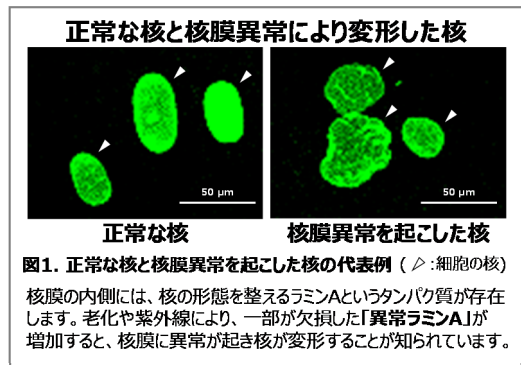 正常な核と核膜異常により変形した核
50 μm
50 μm
正常な核
核膜異常を起こした核
図1. 正常な核と核膜異常を起こした核の代表例 ( ▷ :細胞の核)
核膜の内側には、核の形態を整えるラミンAというタンパク質が存在
します。老化や紫外線により、一部が欠損した「異常ラミンA」が
増加すると、核膜に異常が起き核が変形することが知られています。